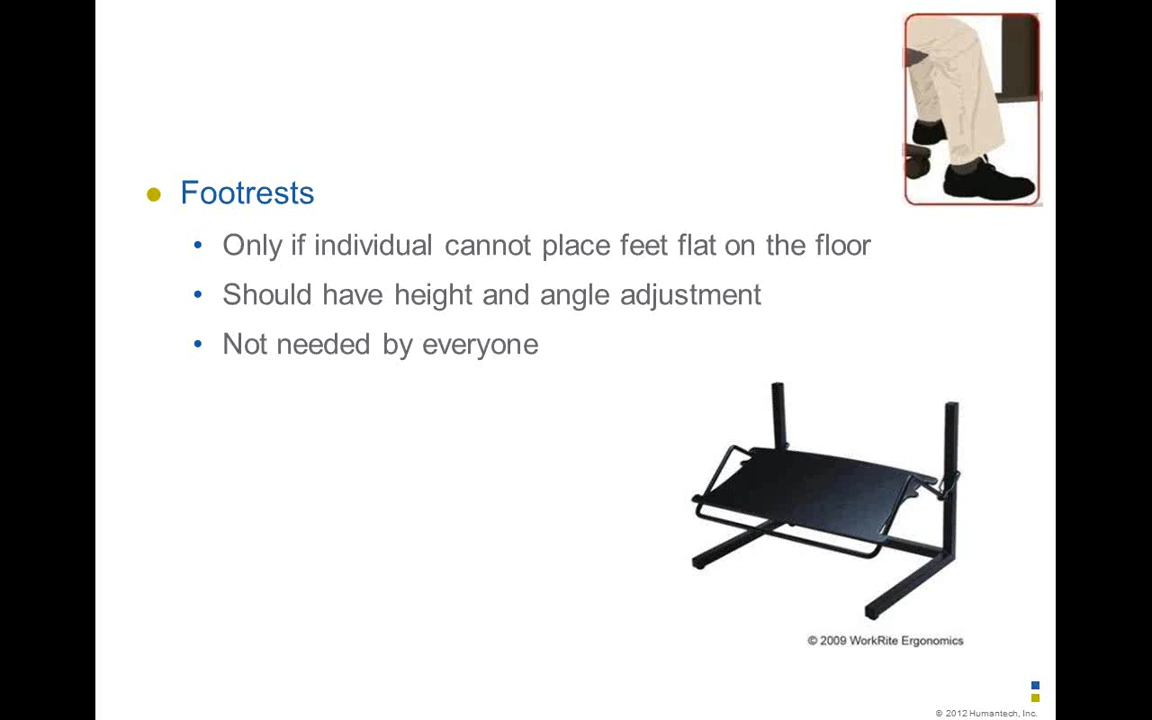 Footrests
Only if individual cannot place feet flat on the floor
Should have height and angle adjustment
Not needed by everyone
© 2009 WorkRite Ergonomics
© 2012 Humantech, Inc.